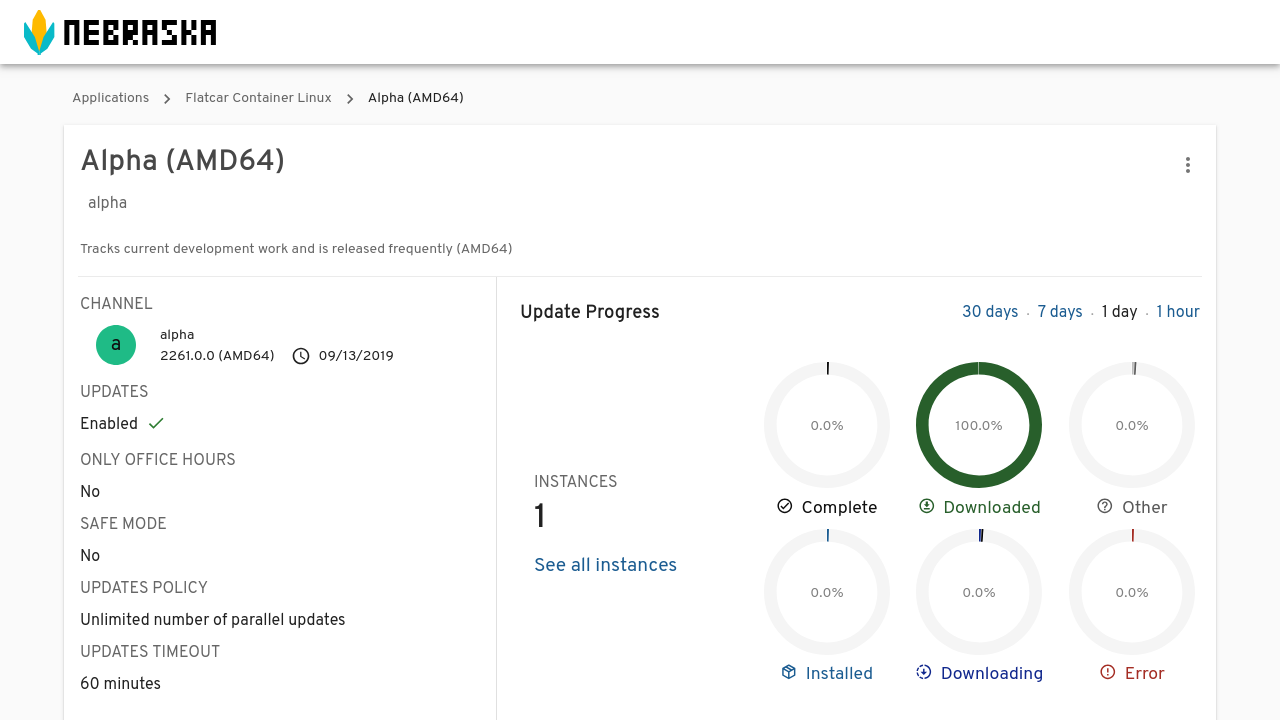 NEBRASKA
Applications > Flatcar Container Linux > Alpha (AMD64)
Alpha (AMD64)
alpha
Tracks current development work and is released frequently (AMD64)
CHANNEL
a
alpha
2261.0.0 (AMD64) 09/13/2019
UPDATES
Enabled
ONLY OFFICE HOURS
No
SAFE MODE
No
UPDATES POLICY
Unlimited number of parallel updates
UPDATES TIMEOUT
60 minutes
Update Progress
30 days . 7 days . 1 day . 1 hour
INSTANCES
1
See all instances
0.0% 100.0% 0.0%
Complete Downloaded Other
0.0% 0.0% 0.0%
Installed Downloading Error